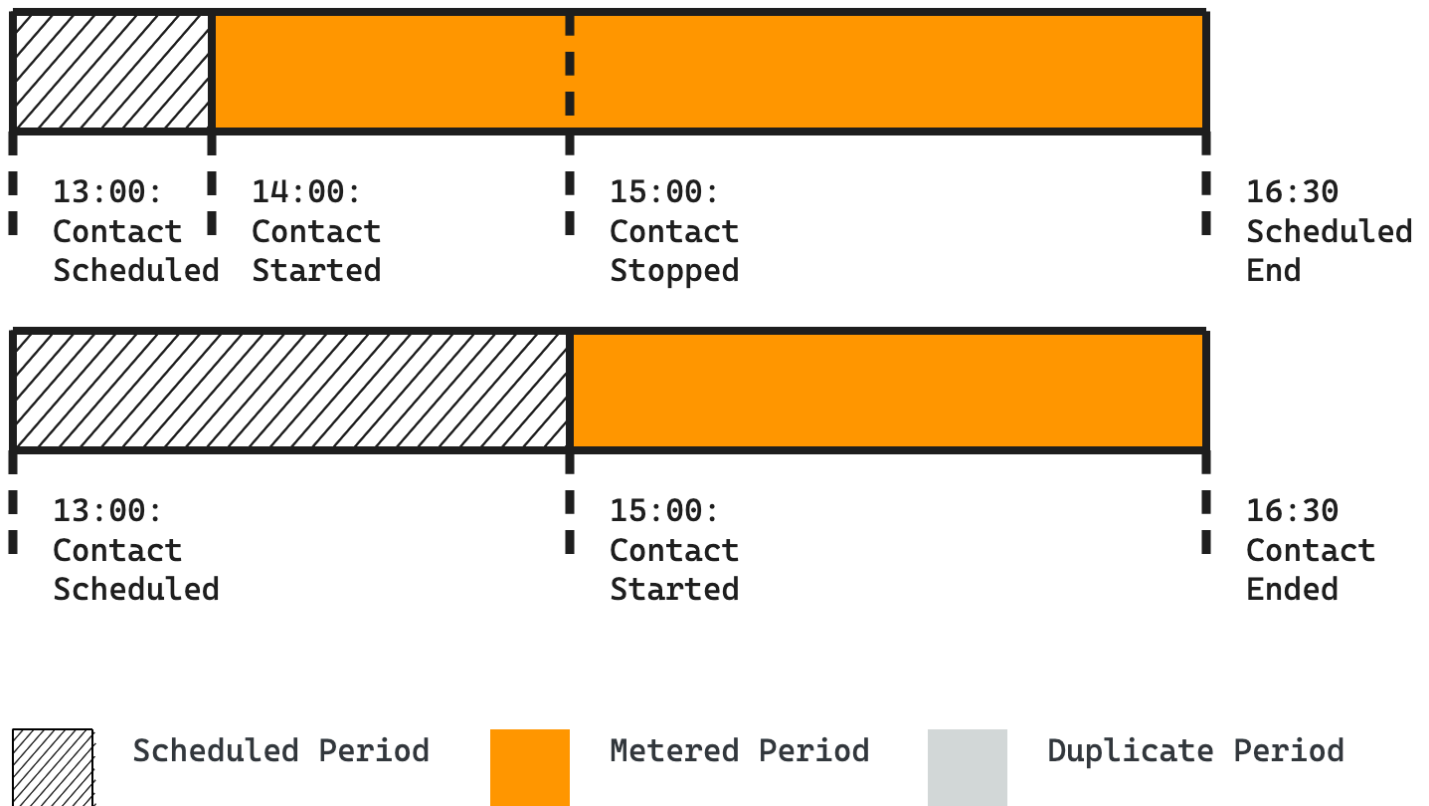 13:00:
Contact
Scheduled
14:00:
Contact
Started
15:00:
Contact
Stopped
16:30
Scheduled
End
13:00:
Contact
Scheduled
15:00:
Contact
Started
16:30
Contact
Ended
Scheduled Period
Metered Period
Duplicate Period